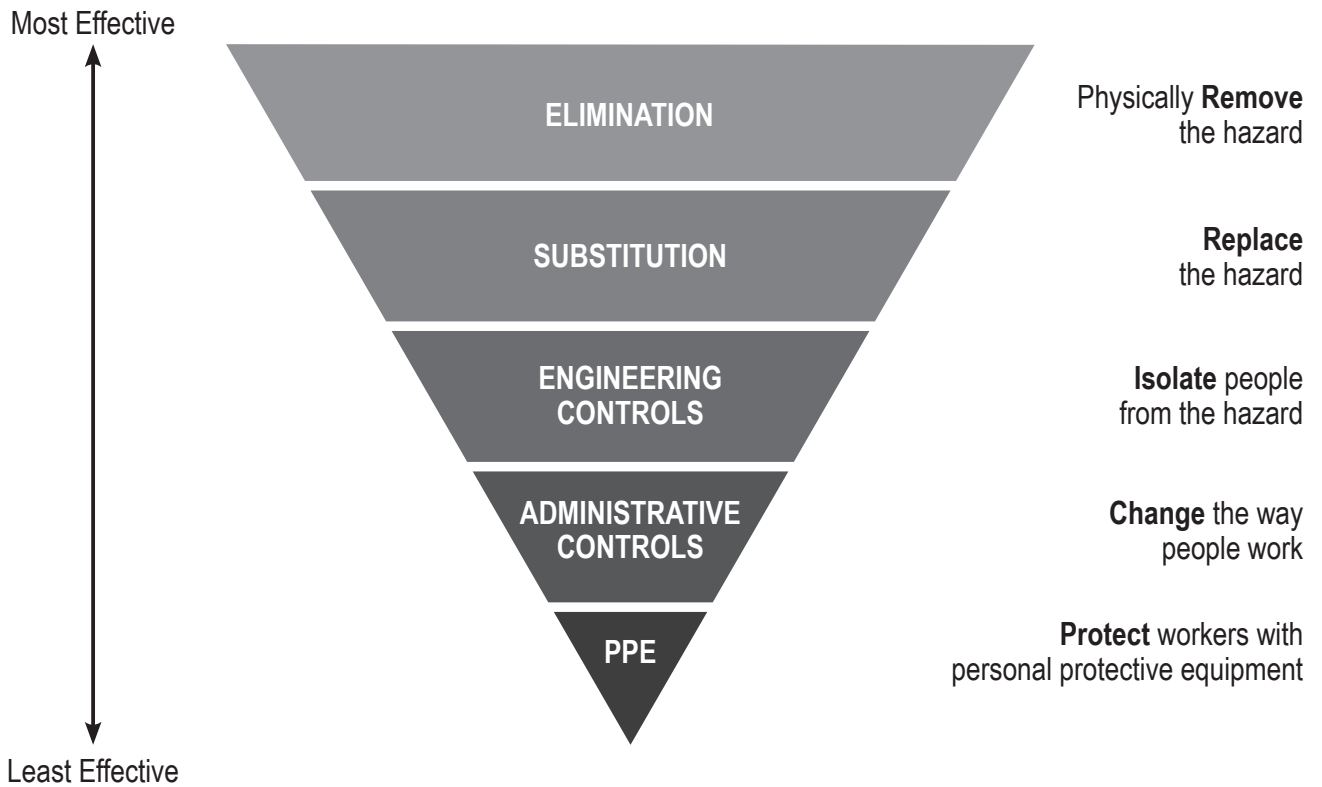 Most Effective
ELIMINATION
Physically Remove
the hazard
SUBSTITUTION
Replace
the hazard
ENGINEERING
CONTROLS
Isolate people
from the hazard
ADMINISTRATIVE
CONTROLS
Change the way
people work
PPE
Protect workers with
personal protective equipment
Least Effective